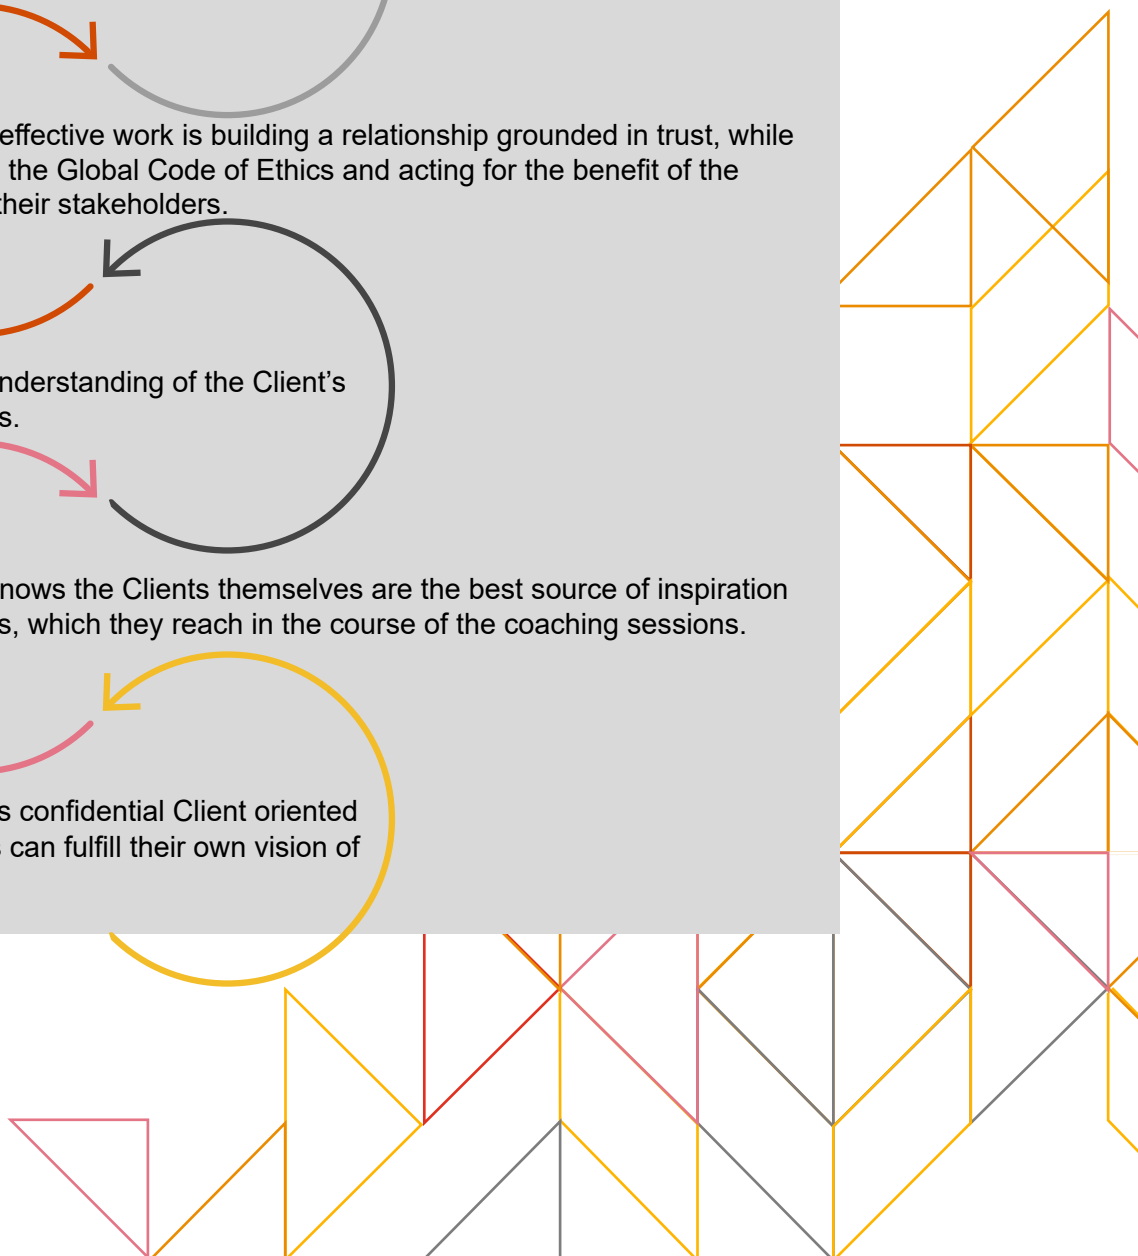 effective work is building a relationship grounded in trust, while
the Global Code of Ethics and acting for the benefit of the
their stakeholders.
nderstanding of the Client’s
s.
nows the Clients themselves are the best source of inspiration
s, which they reach in the course of the coaching sessions.
s confidential Client oriented
s can fulfill their own vision of